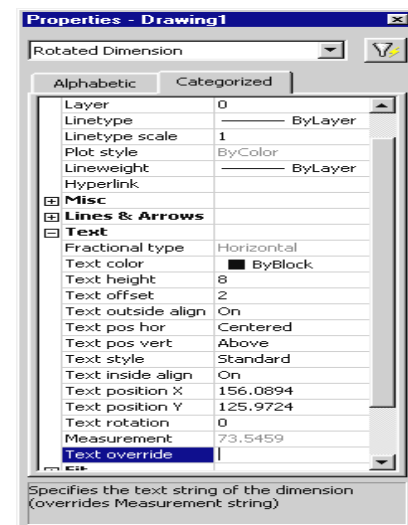 Properties - Drawing1
Rotated Dimension
Alphabetic Categorized
Layer 0
Linetype ByLayer
Linetype scale 1
Plot style ByColor
Lineweight ByLayer
Hyperlink
Misc
Lines & Arrows
Text
Fractional type Horizontal
Text color ByBlock
Text height 8
Text offset 2
Text outside align On
Text pos hor Centered
Text pos vert Above
Text style Standard
Text inside align On
Text position X 156.0894
Text position Y 125.9724
Text rotation 0
Measurement 73.5459
Text override
Fit
Specifies the text string of the dimension
(overrides Measurement string)